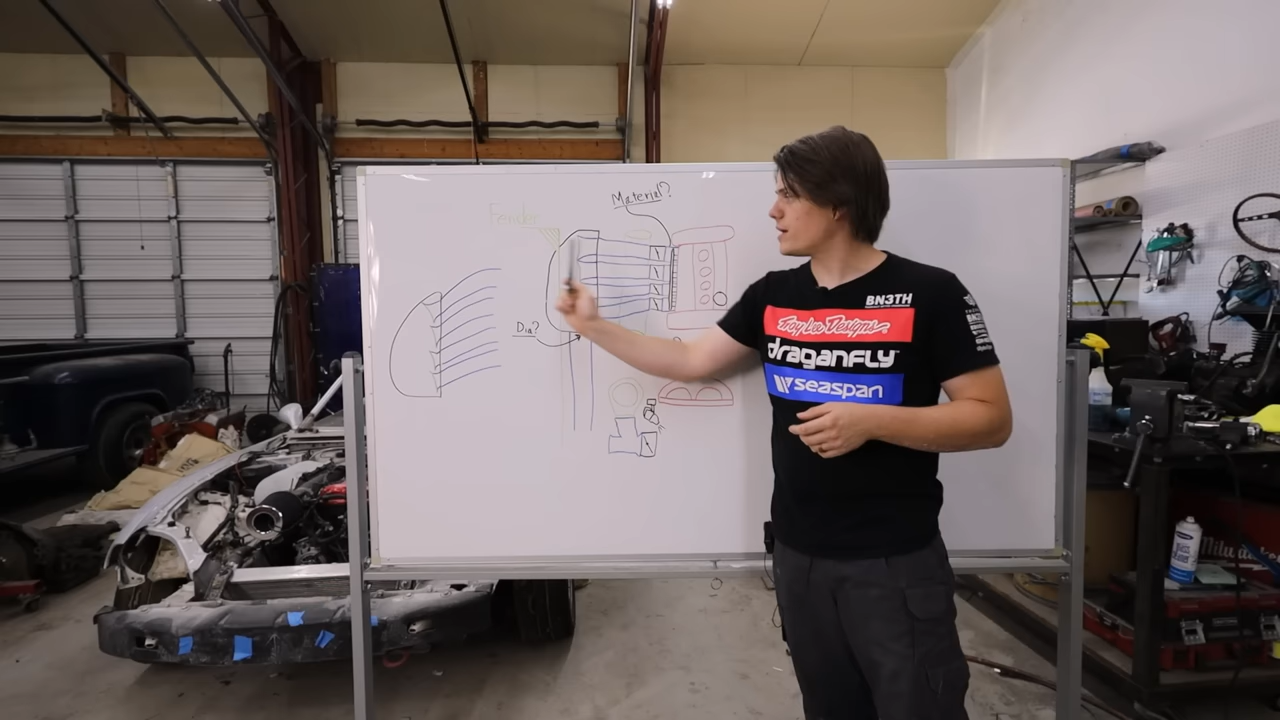 Material?
Fender
Dia?
BN3TH
Troy Lee Designs
draganfly
seaspan